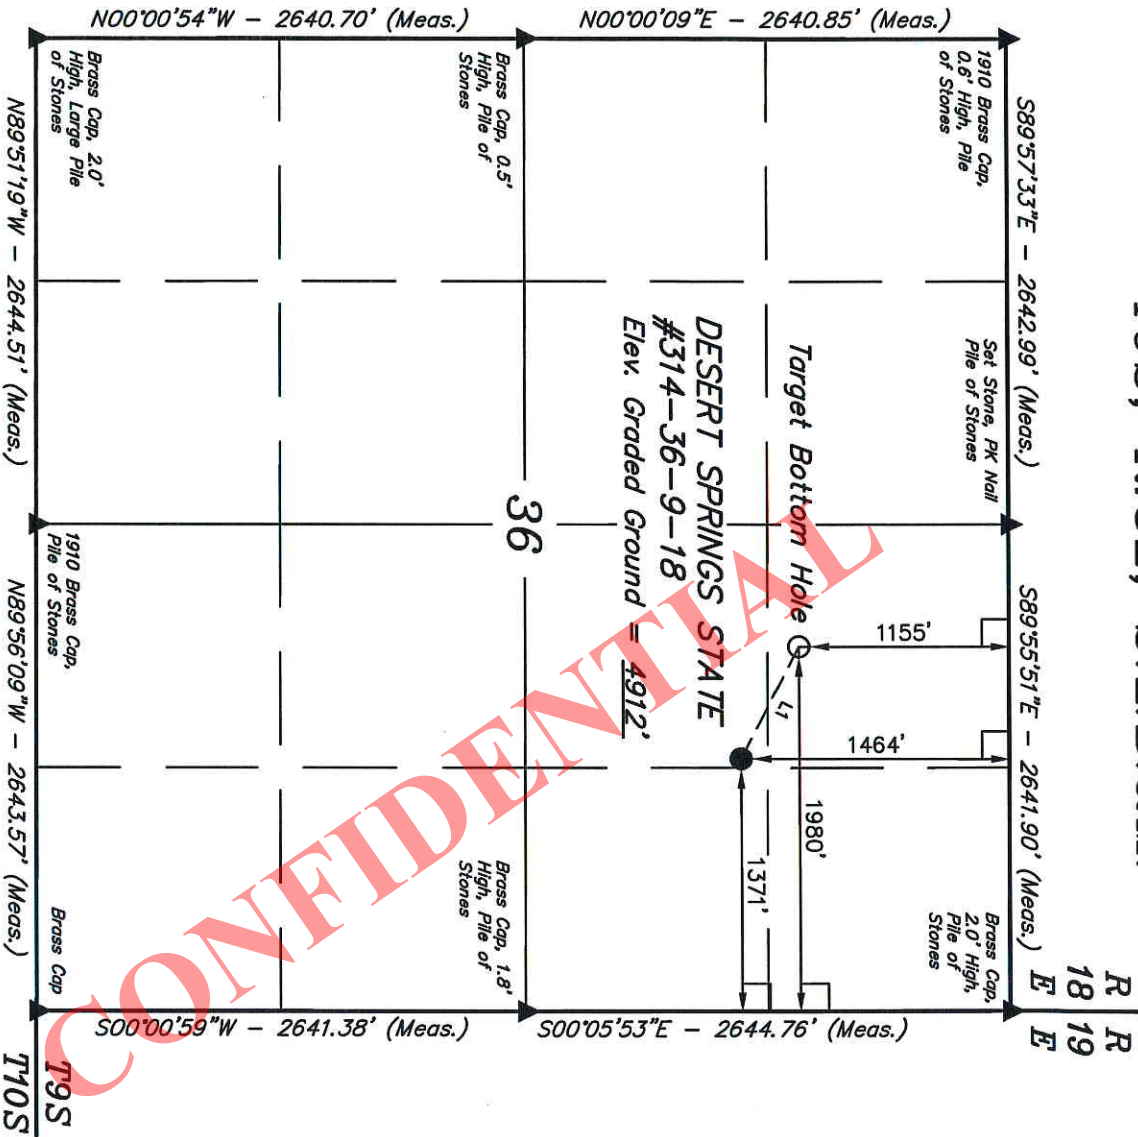 R R
18 19
E E
S89°57'33"E - 2642.99' (Meas.)
S89°55'51"E - 2641.90' (Meas.)
1910 Brass Cap,
0.6' High, Pile
of Stones
Set Stone, PK Nail
Pile of Stones
Brass Cap,
2.0' High,
Pile of
Stones
N00°00'09"E - 2640.85' (Meas.)
1155'
1464'
1980'
1371'
L1
Target Bottom Hole
DESERT SPRINGS STATE
#314-36-9-18
Elev. Graded Ground = 4912'
S00°05'53"E - 2644.76' (Meas.)
36
Brass Cap, 0.5'
High, Pile of
Stones
Brass Cap, 1.8'
High, Pile of
Stones
N00°00'54"W - 2640.70' (Meas.)
S00°00'59"W - 2641.38' (Meas.)
Brass Cap, 2.0'
High, Large Pile
of Stones
1910 Brass Cap,
Pile of Stones
Brass Cap
T9S
T10S
N89°51'19"W - 2644.51' (Meas.)
N89°56'09"W - 2643.57' (Meas.)
CONFIDENTIAL